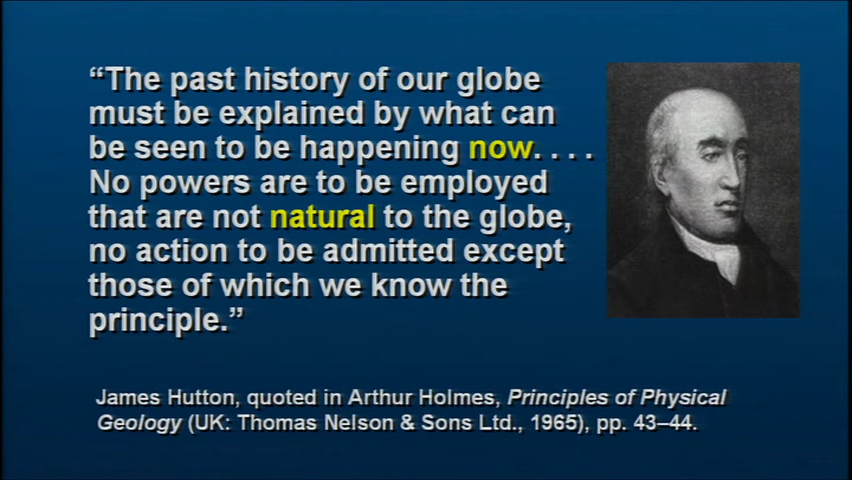 “The past history of our globe
must be explained by what can
be seen to be happening now. . . .
No powers are to be employed
that are not natural to the globe,
no action to be admitted except
those of which we know the
principle.”
James Hutton, quoted in Arthur Holmes, Principles of Physical
Geology (UK: Thomas Nelson & Sons Ltd., 1965), pp. 43–44.